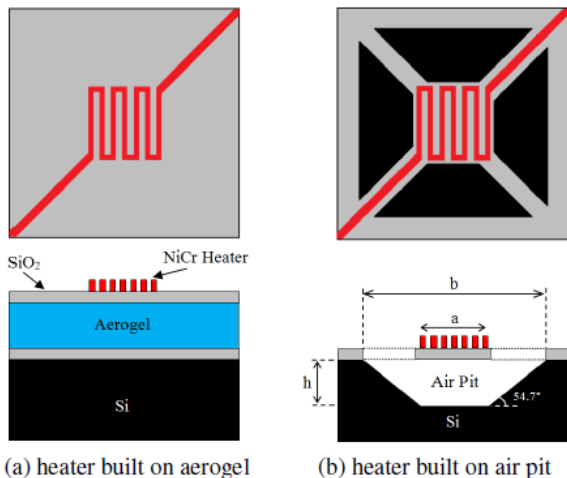 SiO₂
NiCr Heater
Aerogel
Si
(a) heater built on aerogel
b
a
h
Air Pit
54.7°
Si
(b) heater built on air pit